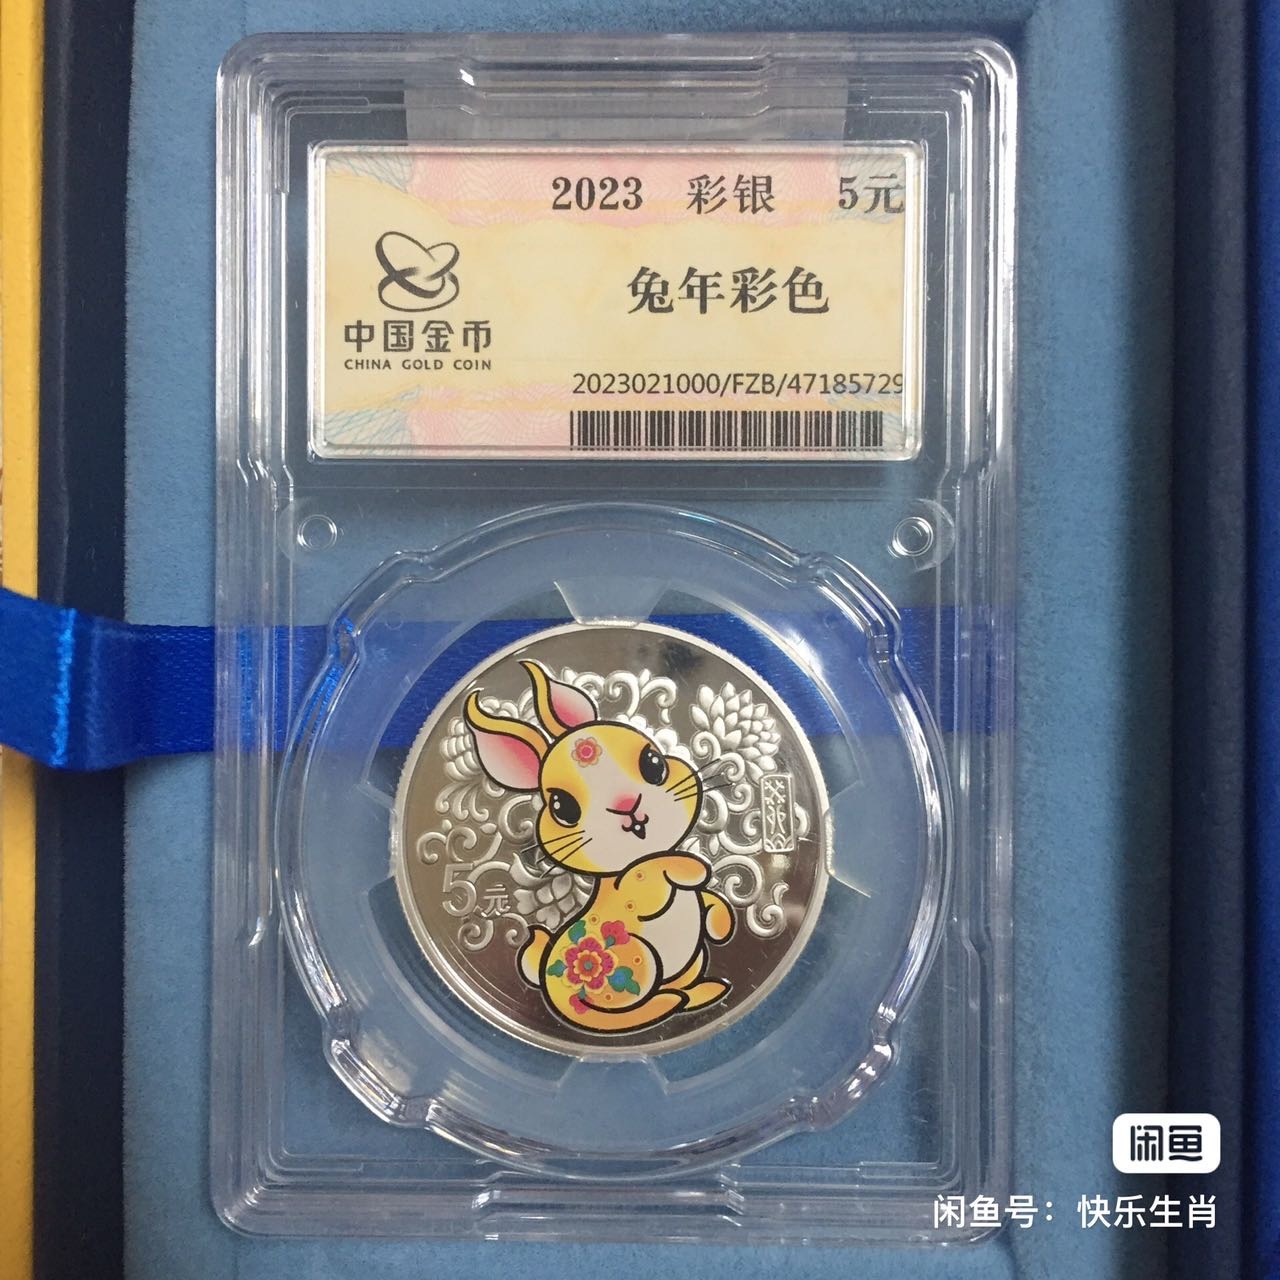 2023 彩银 5元
兔年彩色
中国金币
CHINA GOLD COIN
2023021000/FZB/47185729
5元
闲鱼
闲鱼号：快乐生肖